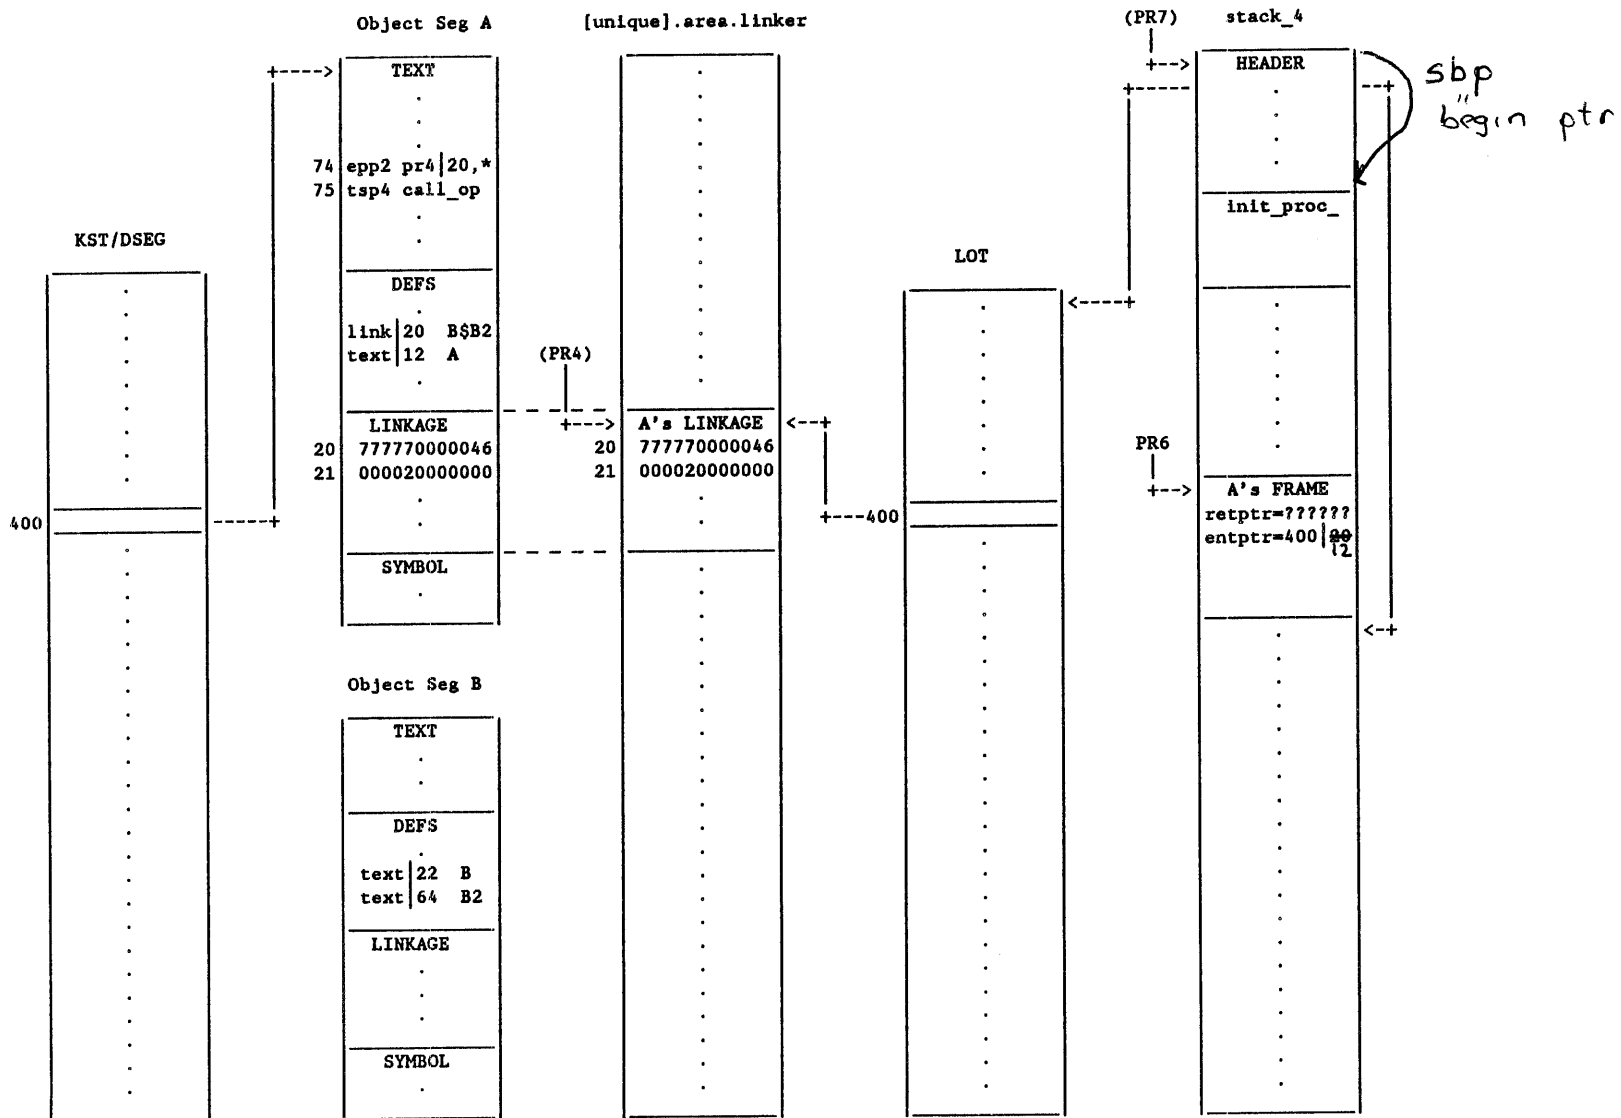 Object Seg A
[unique].area.linker
(PR7)
stack_4
TEXT
74 epp2 pr4|20,*
75 tsp4 call_op
DEFS
link|20 B$B2
text|12 A
LINKAGE
20 777770000046
21 000020000000
SYMBOL
KST/DSEG
400
(PR4)
A's LINKAGE
20 777770000046
21 000020000000
LOT
400
HEADER
sbp
"
begin ptr
init_proc_
PR6
A's FRAME
retptr=??????
entptr=400|20
12
Object Seg B
TEXT
DEFS
text|22 B
text|64 B2
LINKAGE
SYMBOL